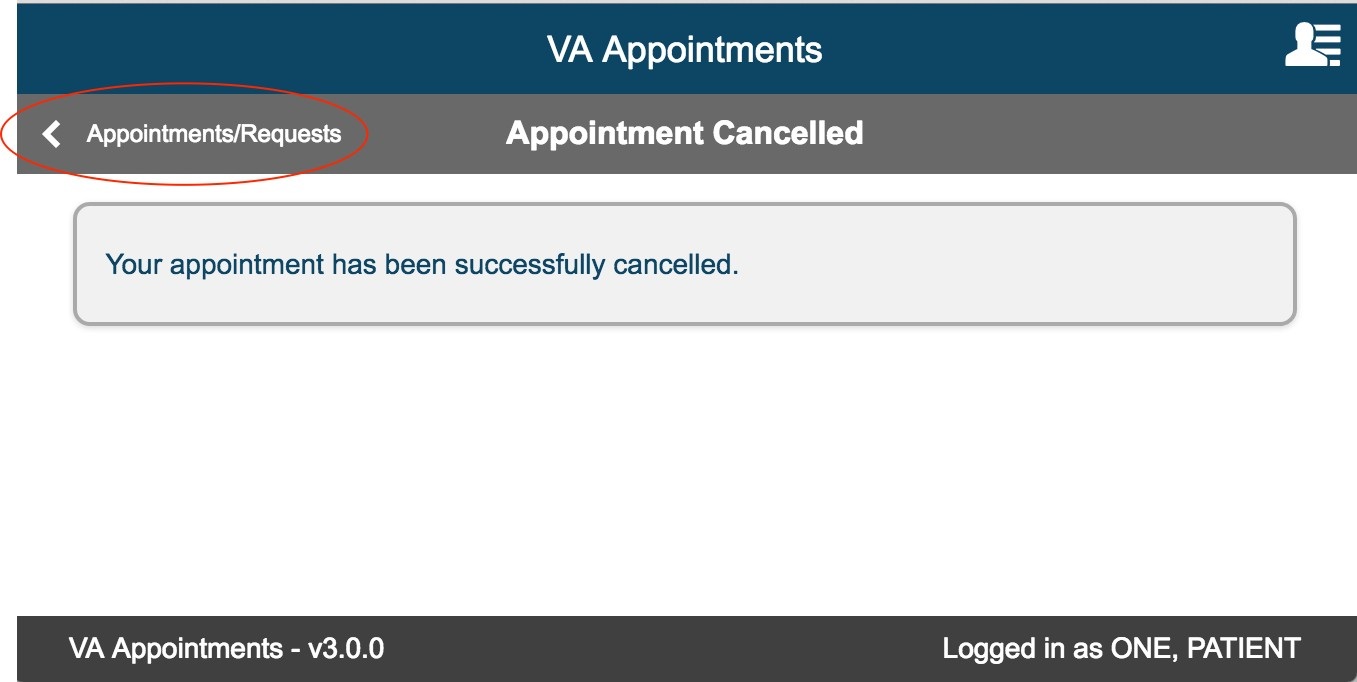 VA Appointments
Appointments/Requests
Appointment Cancelled
Your appointment has been successfully cancelled.
VA Appointments - v3.0.0
Logged in as ONE, PATIENT